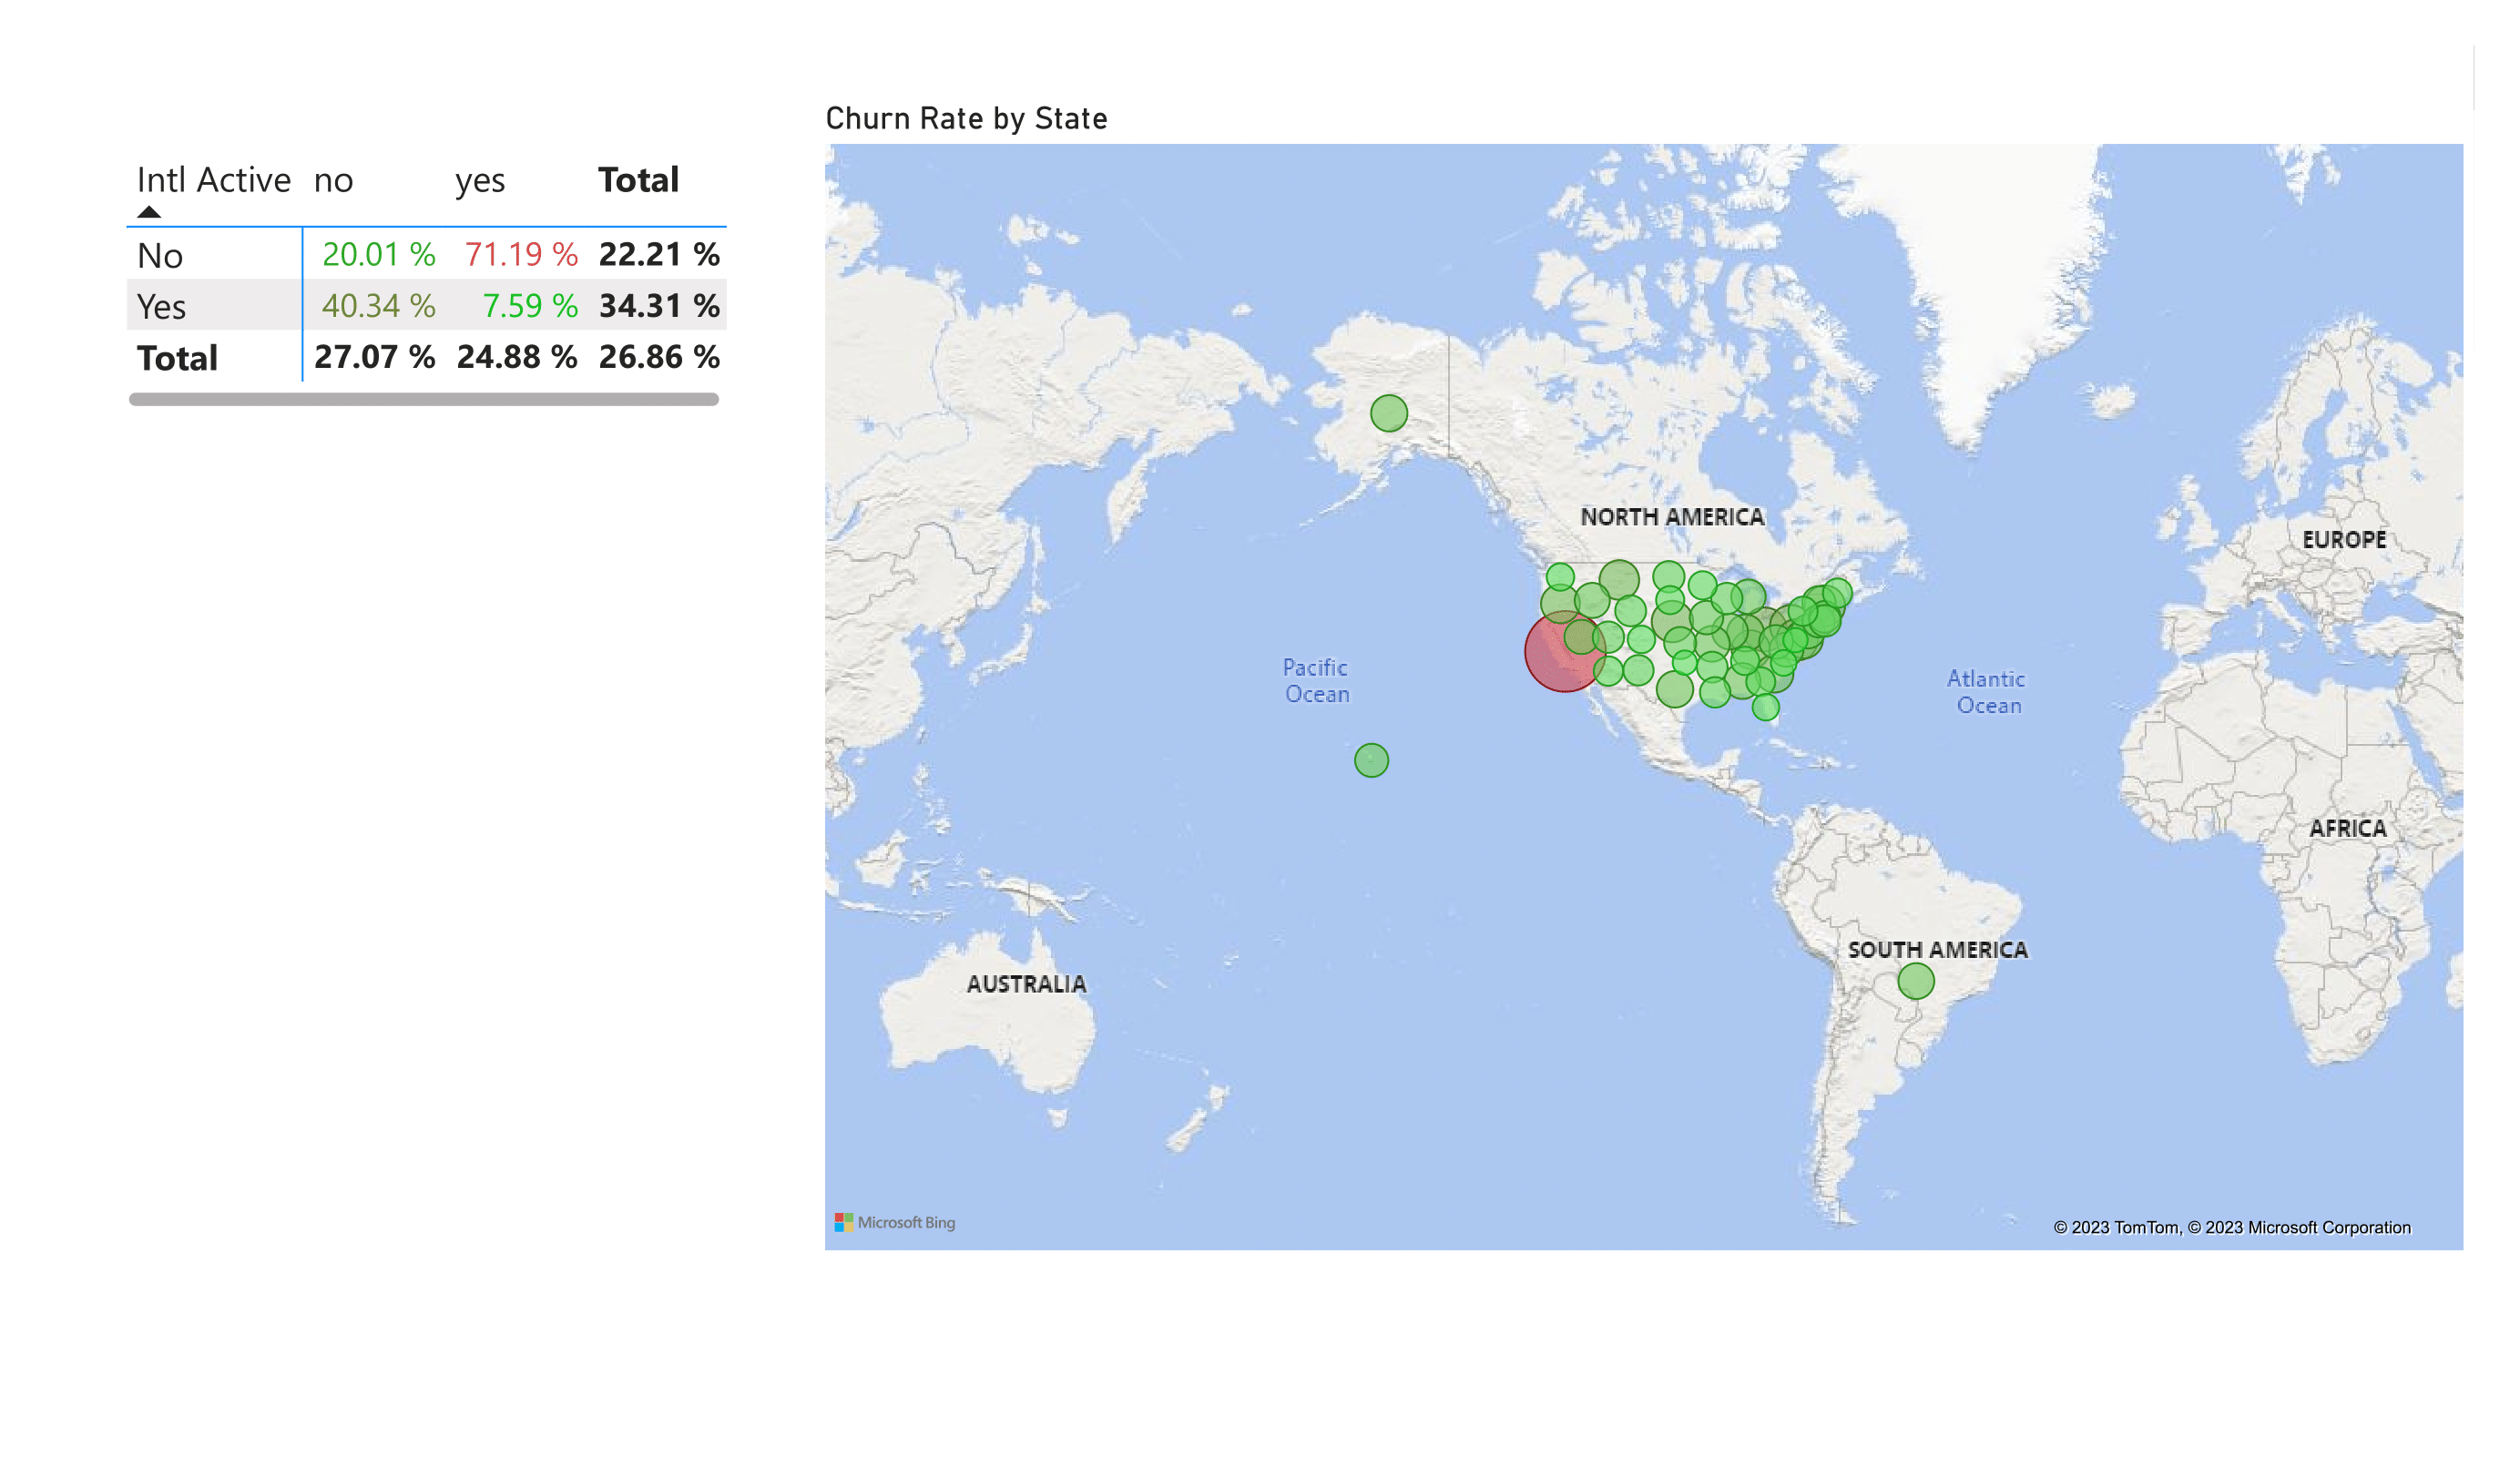 Churn Rate by State
Intl Active no yes Total
No 20.01 % 71.19 % 22.21 %
Yes 40.34 % 7.59 % 34.31 %
Total 27.07 % 24.88 % 26.86 %
NORTH AMERICA
EUROPE
Pacific
Ocean
Atlantic
Ocean
AFRICA
SOUTH AMERICA
AUSTRALIA
Microsoft Bing
© 2023 TomTom, © 2023 Microsoft Corporation